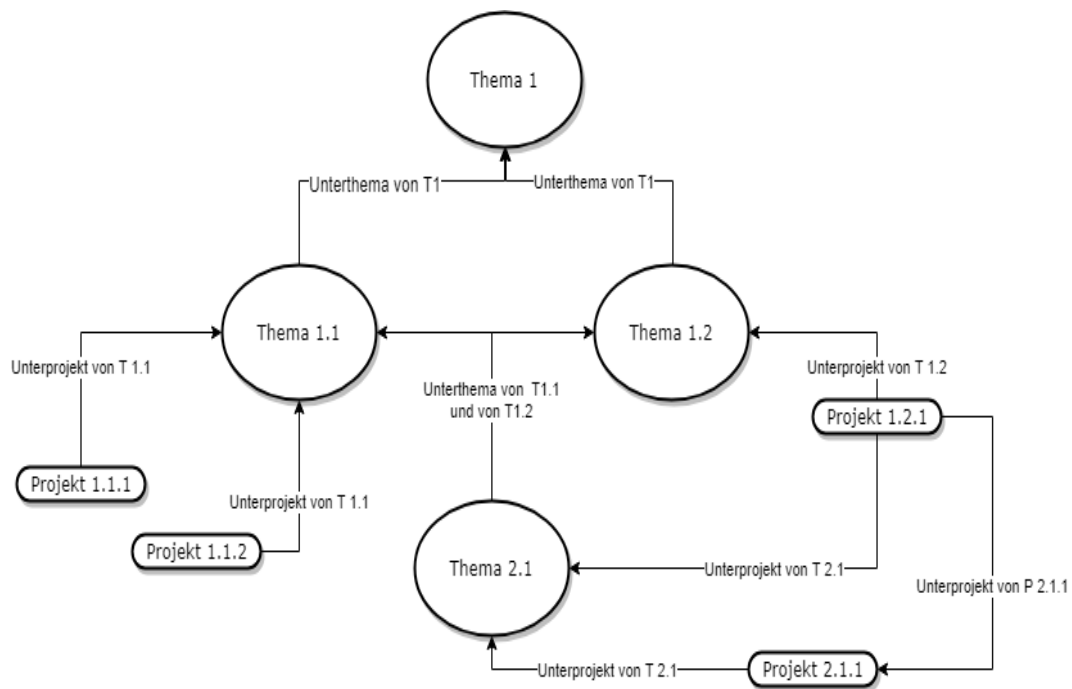 Thema 1
Unterthema von T1
Unterthema von T1
Thema 1.1
Thema 1.2
Unterprojekt von T 1.1
Unterthema von T1.1
und von T1.2
Unterprojekt von T 1.2
Projekt 1.2.1
Projekt 1.1.1
Unterprojekt von T 1.1
Projekt 1.1.2
Thema 2.1
Unterprojekt von T 2.1
Unterprojekt von P 2.1.1
Unterprojekt von T 2.1
Projekt 2.1.1